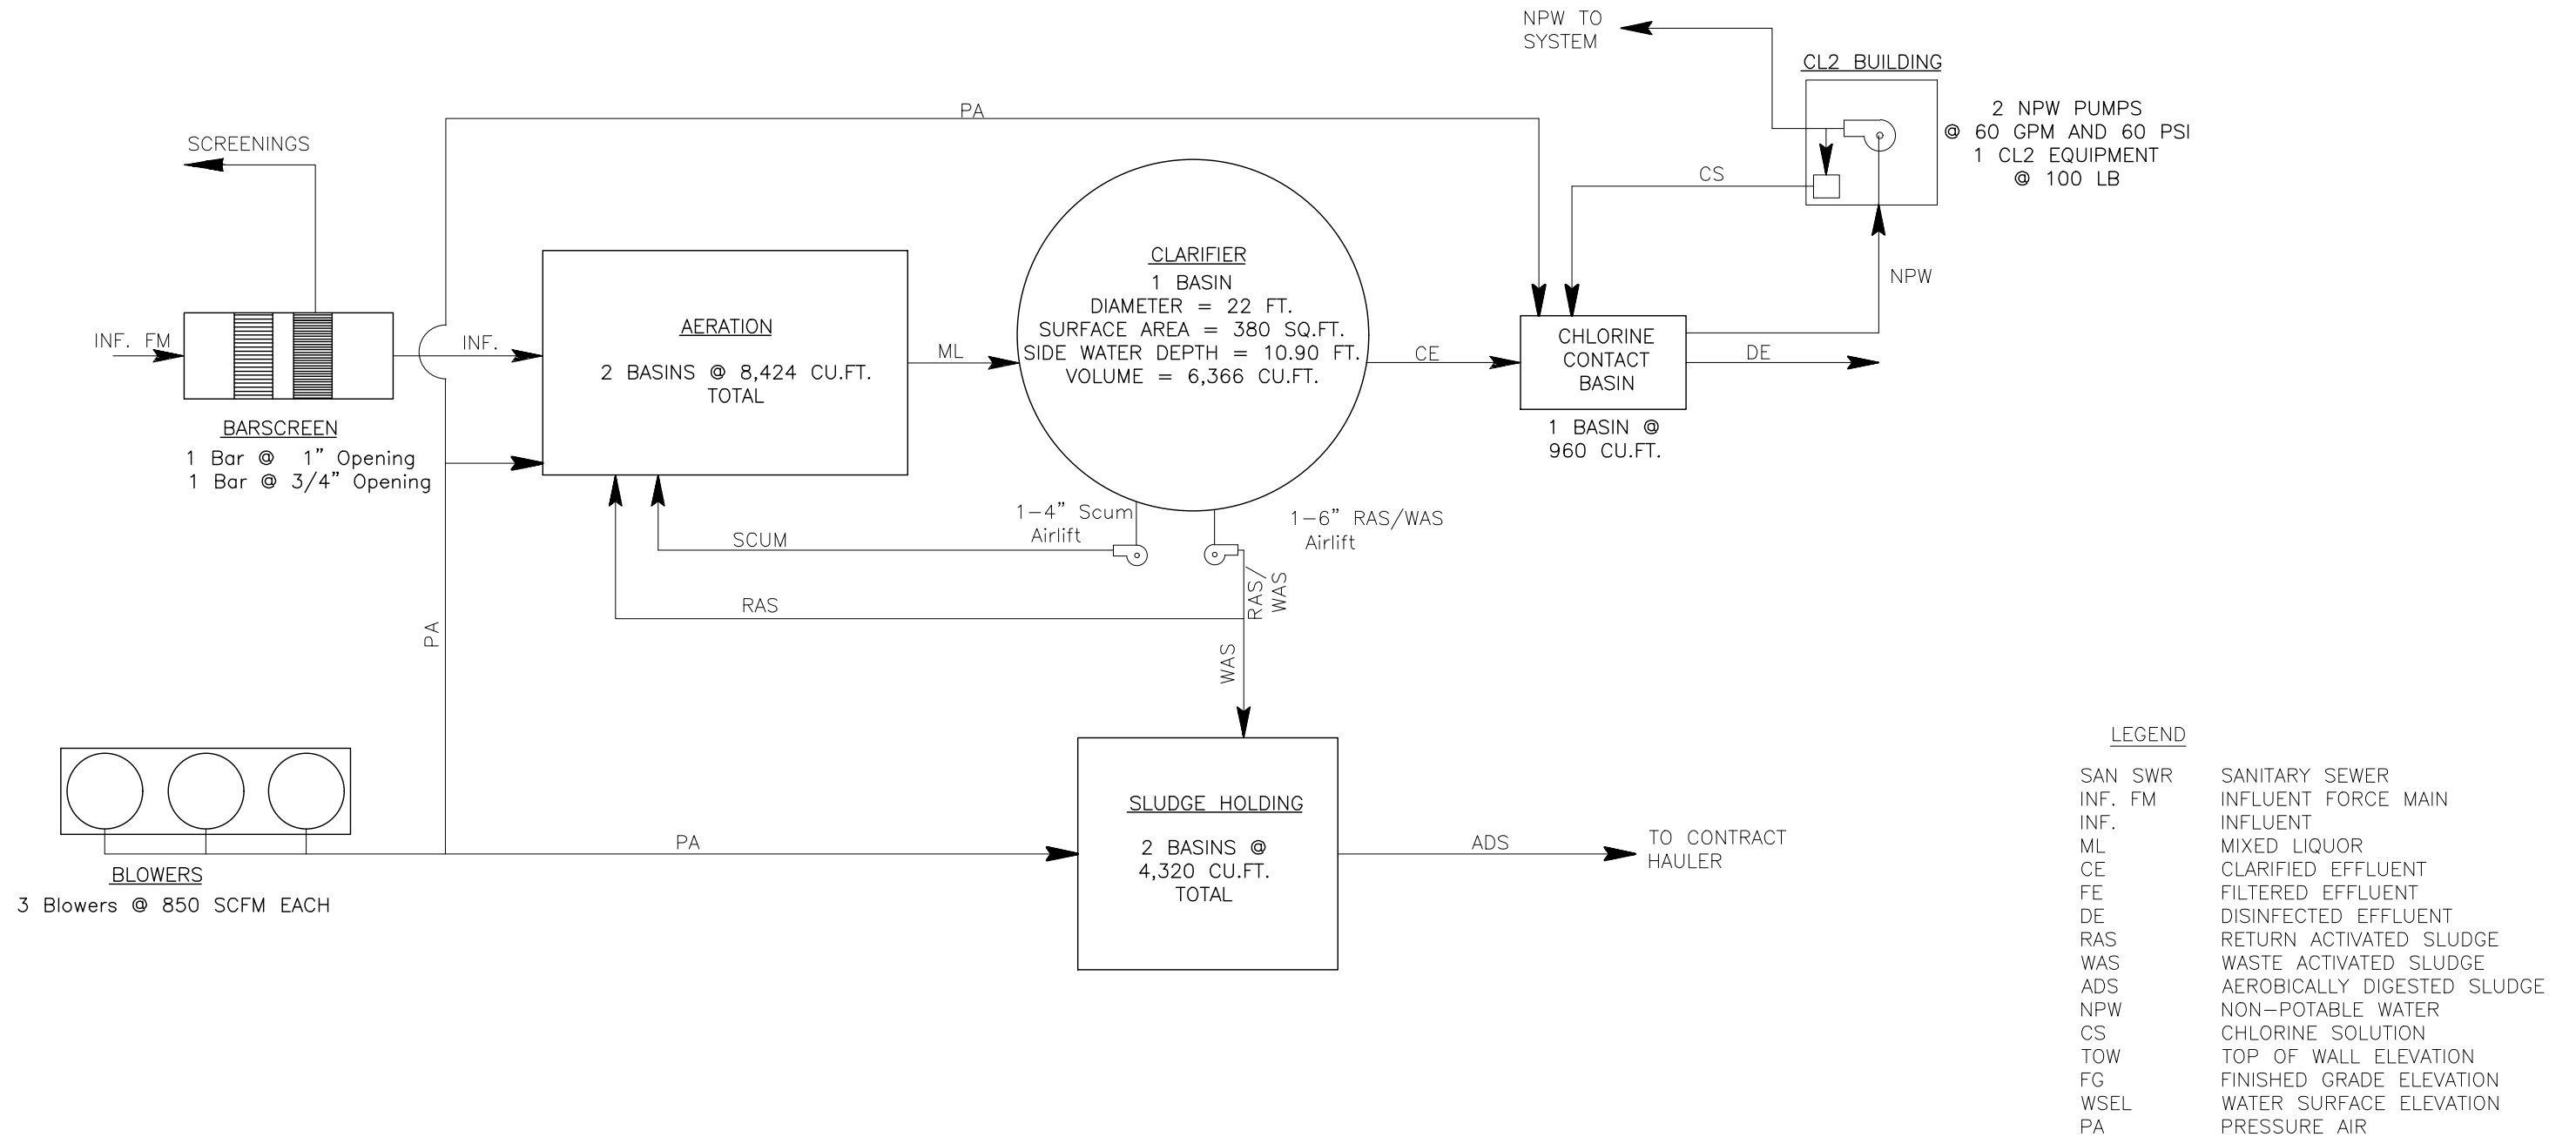 NPW TO
SYSTEM
CL2 BUILDING
2 NPW PUMPS
@ 60 GPM AND 60 PSI
1 CL2 EQUIPMENT
@ 100 LB
PA
SCREENINGS
CS
NPW
INF. FM
INF.
BARSCREEN
1 Bar @ 1" Opening
1 Bar @ 3/4" Opening
AERATION
2 BASINS @ 8,424 CU.FT.
TOTAL
ML
CLARIFIER
1 BASIN
DIAMETER = 22 FT.
SURFACE AREA = 380 SQ.FT.
SIDE WATER DEPTH = 10.90 FT.
VOLUME = 6,366 CU.FT.
CE
CHLORINE
CONTACT
BASIN
DE
1 BASIN @
960 CU.FT.
1-4" Scum
Airlift
1-6" RAS/WAS
Airlift
SCUM
RAS/
WAS
RAS
PA
WAS
BLOWERS
3 Blowers @ 850 SCFM EACH
PA
SLUDGE HOLDING
2 BASINS @
4,320 CU.FT.
TOTAL
ADS
TO CONTRACT
HAULER
LEGEND
SAN SWR SANITARY SEWER
INF. FM INFLUENT FORCE MAIN
INF. INFLUENT
ML MIXED LIQUOR
CE CLARIFIED EFFLUENT
FE FILTERED EFFLUENT
DE DISINFECTED EFFLUENT
RAS RETURN ACTIVATED SLUDGE
WAS WASTE ACTIVATED SLUDGE
ADS AEROBICALLY DIGESTED SLUDGE
NPW NON-POTABLE WATER
CS CHLORINE SOLUTION
TOW TOP OF WALL ELEVATION
FG FINISHED GRADE ELEVATION
WSEL WATER SURFACE ELEVATION
PA PRESSURE AIR